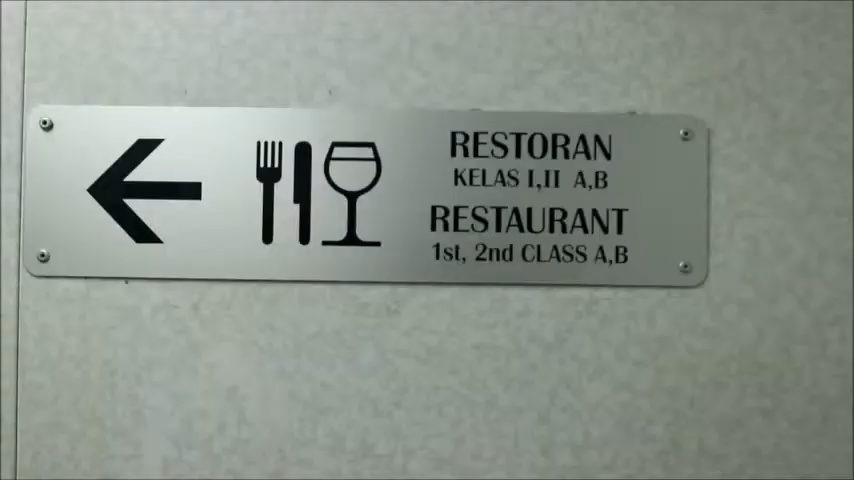 RESTORAN
KELAS I,II A,B
RESTAURANT
1st, 2nd CLASS A,B